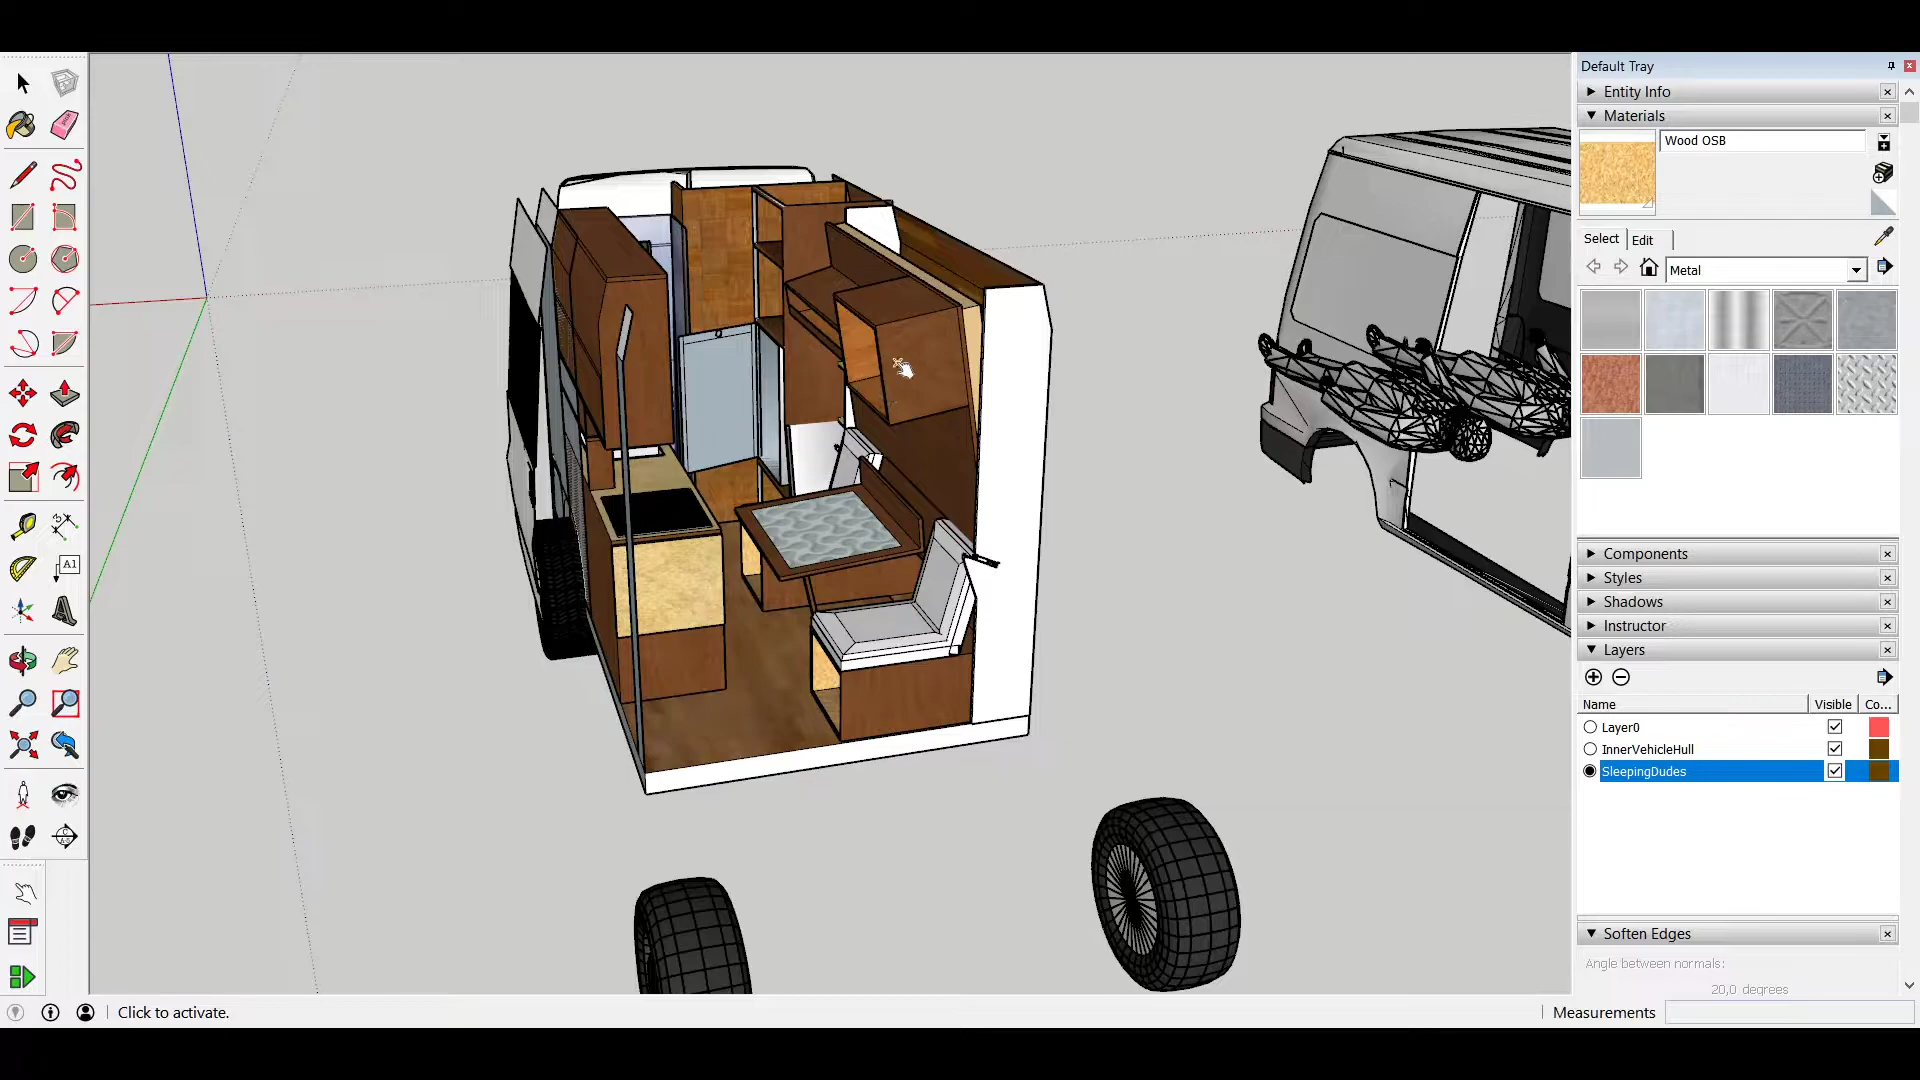 Default Tray
Entity Info
Materials
Wood OSB
Select
Edit
Metal
A1
Components
Styles
Shadows
Instructor
Layers
Name
Visible
Co...
Layer0
InnerVehicleHull
SleepingDudes
Soften Edges
Angle between normals:
20,0 degrees
Click to activate.
Measurements